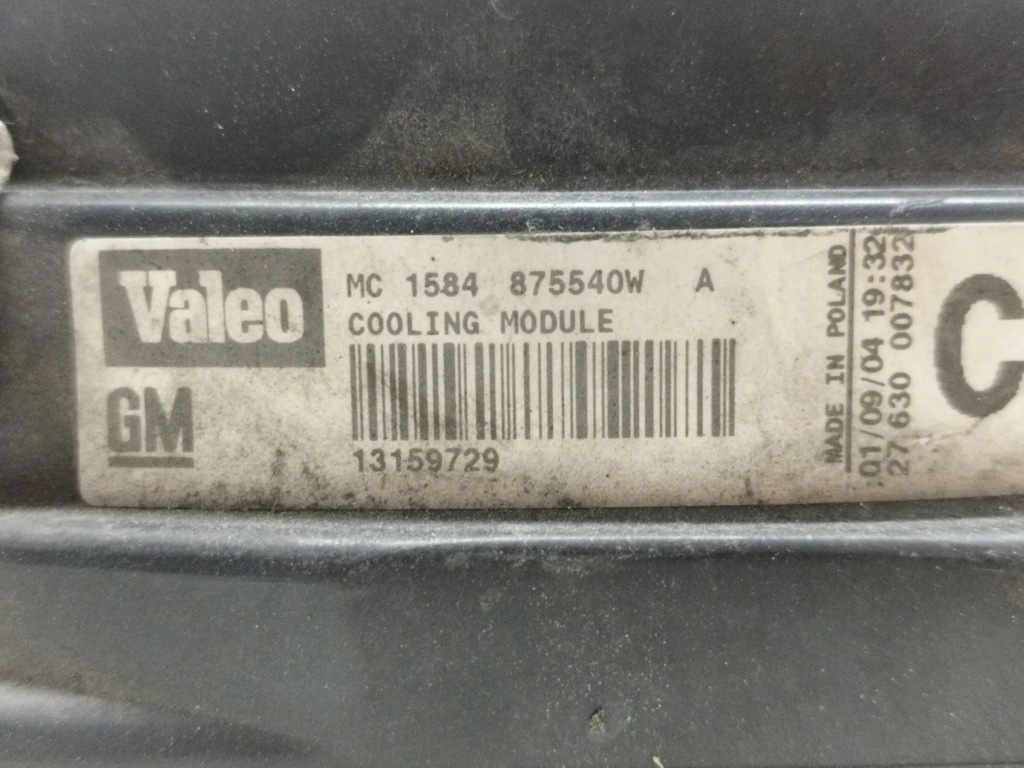 Valeo
GM
MC 1584 875540W A
COOLING MODULE
13159729
MADE IN POLAND
01/09/04 19:32
27 630 007832
C